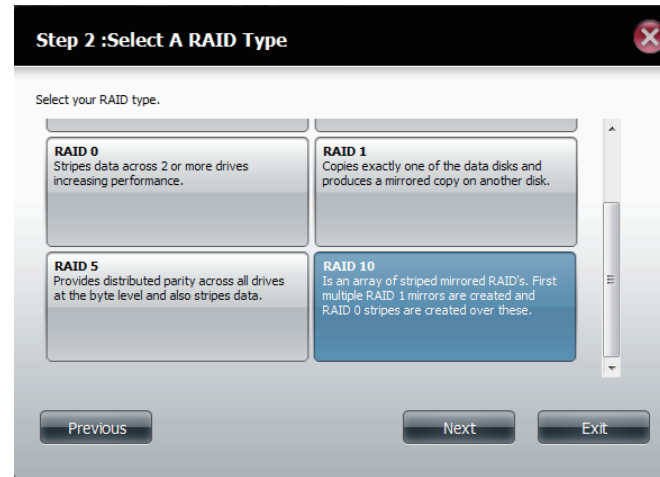 Step 2 :Select A RAID Type
Select your RAID type.
RAID 0
Stripes data across 2 or more drives
increasing performance.
RAID 1
Copies exactly one of the data disks and
produces a mirrored copy on another disk.
RAID 5
Provides distributed parity across all drives
at the byte level and also stripes data.
RAID 10
Is an array of striped mirrored RAID's. First
multiple RAID 1 mirrors are created and
RAID 0 stripes are created over these.
Previous
Next
Exit